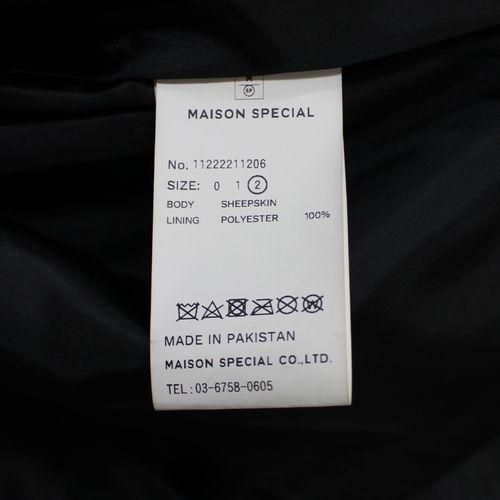 MAISON SPECIAL
No. 11222211206
SIZE: 0 1 2
BODY SHEEPSKIN
LINING POLYESTER 100%
MADE IN PAKISTAN
MAISON SPECIAL CO.,LTD.
TEL: 03-6758-0605